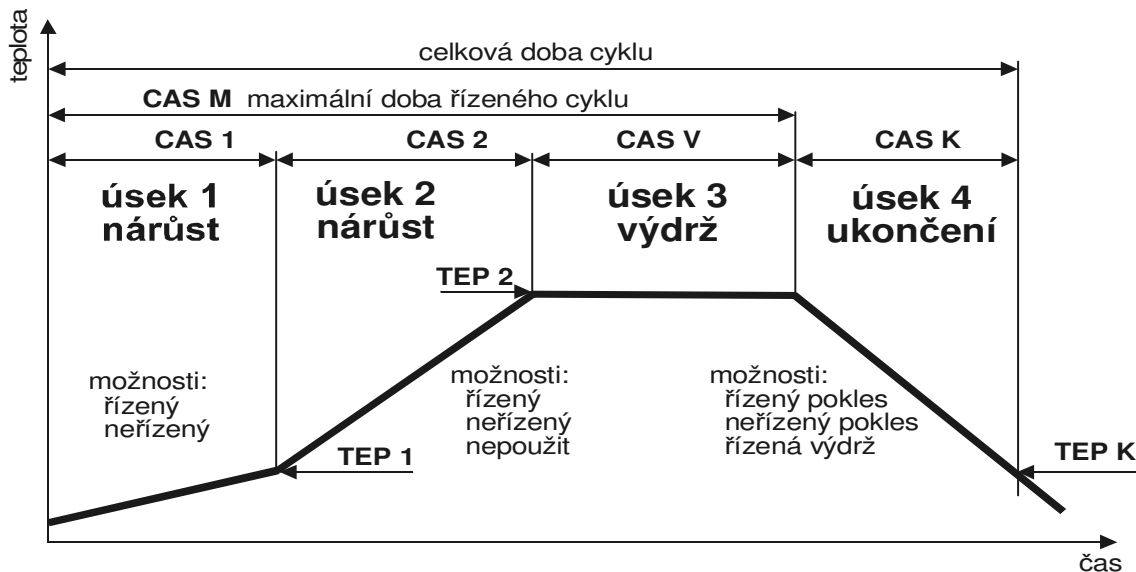 teplota
celková doba cyklu
CAS M maximální doba řízeného cyklu
CAS 1
CAS 2
CAS V
CAS K
úsek 1
nárůst
úsek 2
nárůst
úsek 3
výdrž
úsek 4
ukončení
TEP 2
možnosti:
řízený
neřízený
možnosti:
řízený
neřízený
nepoužit
možnosti:
řízený pokles
neřízený pokles
řízená výdrž
TEP 1
TEP K
čas